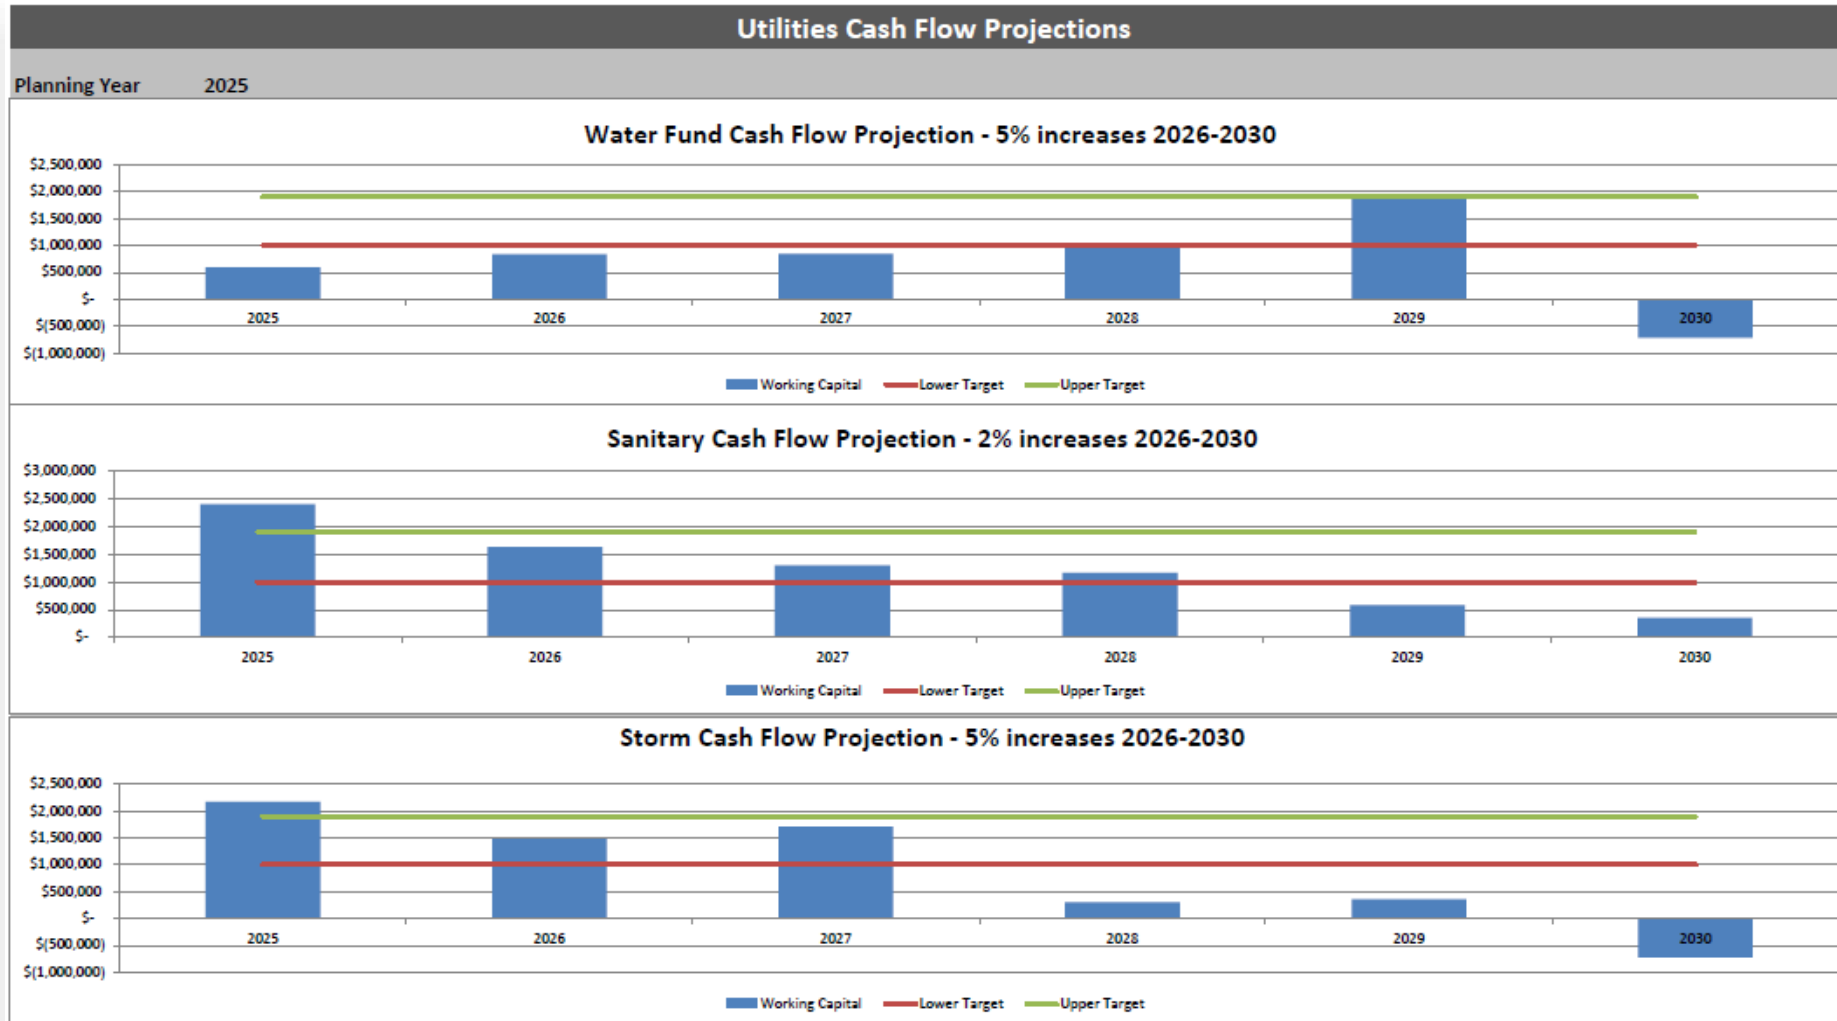 Utilities Cash Flow Projections
Planning Year 2025
Water Fund Cash Flow Projection - 5% increases 2026-2030
$2,500,000
$2,000,000
$1,500,000
$1,000,000
$500,000
$-
$(500,000)
$(1,000,000)
2025 2026 2027 2028 2029 2030
Working Capital Lower Target Upper Target
Sanitary Cash Flow Projection - 2% increases 2026-2030
$3,000,000
$2,500,000
$2,000,000
$1,500,000
$1,000,000
$500,000
$-
2025 2026 2027 2028 2029 2030
Working Capital Lower Target Upper Target
Storm Cash Flow Projection - 5% increases 2026-2030
$2,500,000
$2,000,000
$1,500,000
$1,000,000
$500,000
$-
$(500,000)
$(1,000,000)
2025 2026 2027 2028 2029 2030
Working Capital Lower Target Upper Target